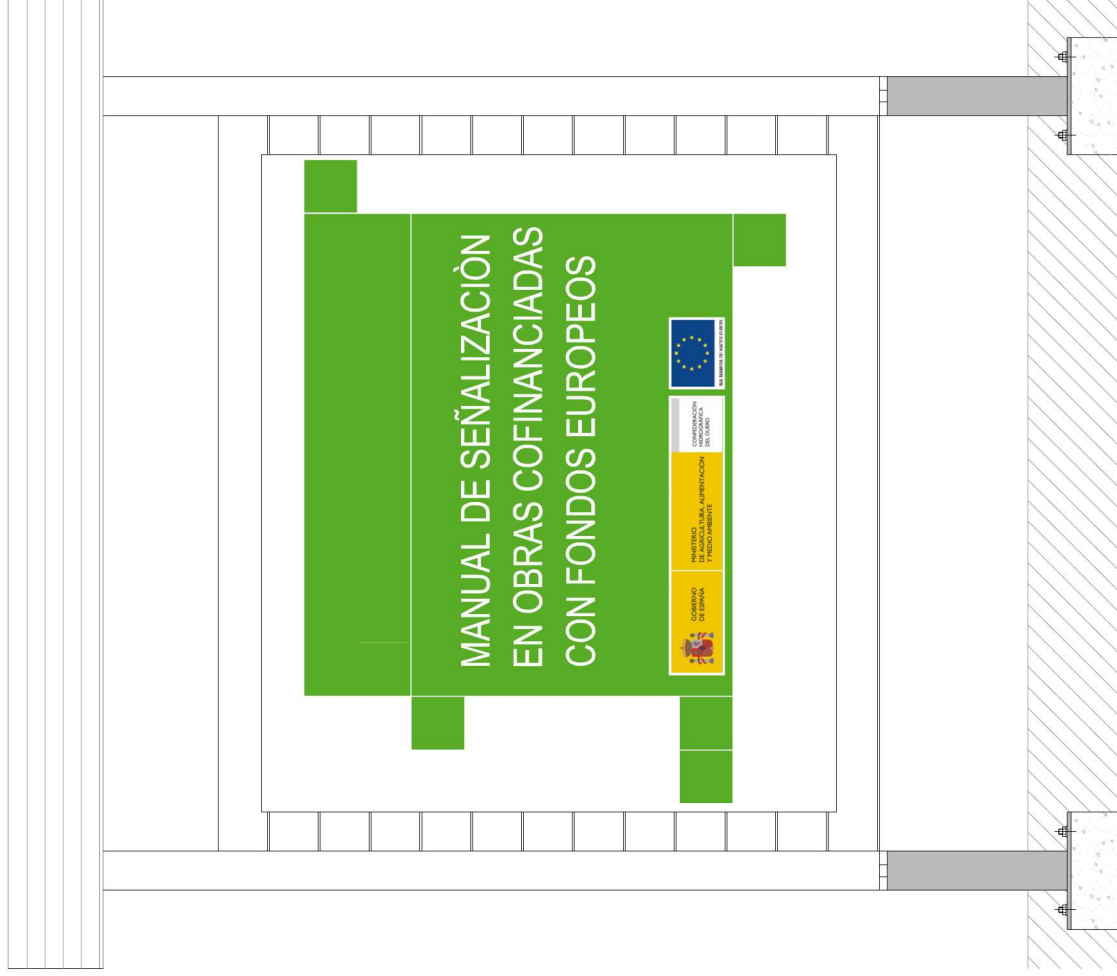 MANUAL DE SEÑALIZACIÒN
EN OBRAS COFINANCIADAS
CON FONDOS EUROPEOS
GOBIERNO
DE ESPAÑA
MINISTERIO
DE AGRICULTURA, ALIMENTACIÓN
Y MEDIO AMBIENTE
CONFEDERACIÓN
HIDROGRÁFICA
DEL DUERO